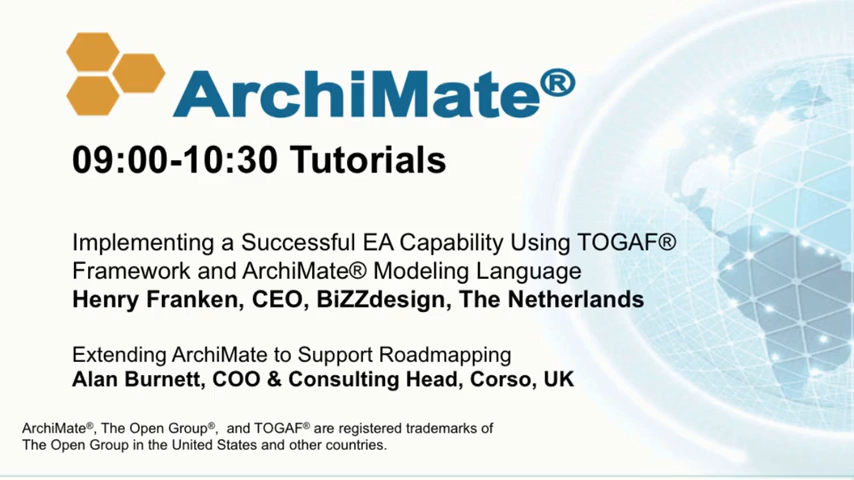 ArchiMate®
09:00-10:30 Tutorials
Implementing a Successful EA Capability Using TOGAF®
Framework and ArchiMate® Modeling Language
Henry Franken, CEO, BiZZdesign, The Netherlands
Extending ArchiMate to Support Roadmapping
Alan Burnett, COO & Consulting Head, Corso, UK
ArchiMate®, The Open Group®, and TOGAF® are registered trademarks of
The Open Group in the United States and other countries.